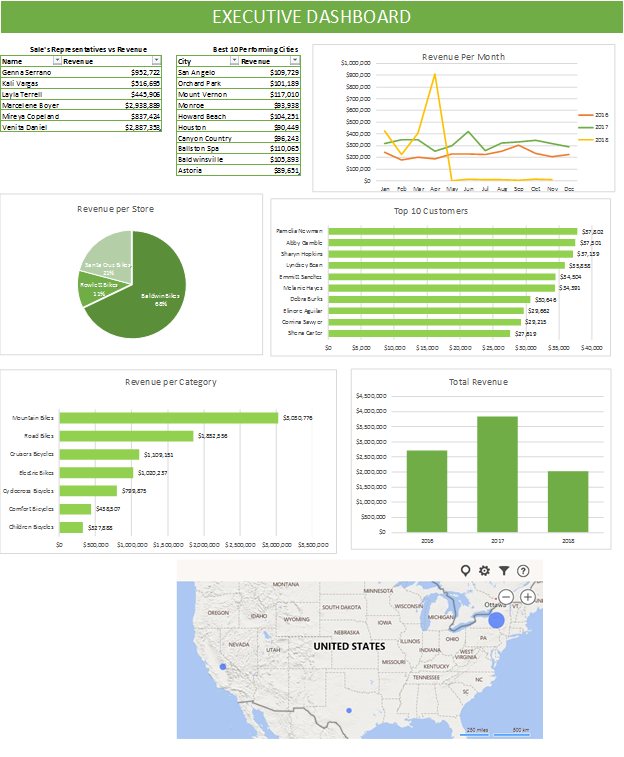 EXECUTIVE DASHBOARD
Sale's Representatives vs Revenue
Name Revenue
Genna Serrano $952,722
Kali Vargas $516,695
Layla Terrell $445,906
Marcelene Boyer $2,938,889
Mireya Copeland $837,424
Venita Daniel $2,887,353
Best 10 Performing Cities
City Revenue
San Angelo $109,729
Orchard Park $101,189
Mount Vernon $117,010
Monroe $93,938
Howard Beach $104,251
Houston $90,449
Canyon Country $96,243
Ballston Spa $110,065
Baldwinsville $105,893
Astoria $89,651
Revenue Per Month
$1,000,000
$900,000
$800,000
$700,000
$600,000
$500,000
$400,000
$300,000
$200,000
$100,000
$0
Jan Feb Mar Apr May Jun Jul Aug Sep Oct Nov Dec
2016
2017
2018
Revenue per Store
Santa Cruz Bikes
21%
Rowlett Bikes
11%
Baldwin Bikes
68%
Top 10 Customers
Pamelia Newman $37,802
Abby Gamble $37,501
Sharyn Hopkins $37,139
Lyndsey Bean $35,858
Emmitt Sanchez $34,504
Melanie Hayes $34,391
Debra Burks $30,646
Elinore Aguilar $29,662
Corrina Sawyer $29,215
Shena Carter $27,619
$0 $5,000 $10,000 $15,000 $20,000 $25,000 $30,000 $35,000 $40,000
Revenue per Category
Mountain Bikes $3,030,776
Road Bikes $1,852,556
Cruisers Bicycles $1,109,151
Electric Bikes $1,020,237
Cyclocross Bicycles $799,875
Comfort Bicycles $438,507
Children Bicycles $327,888
$0 $500,000 $1,000,000 $1,500,000 $2,000,000 $2,500,000 $3,000,000 $3,500,000
Total Revenue
$4,500,000
$4,000,000
$3,500,000
$3,000,000
$2,500,000
$2,000,000
$1,500,000
$1,000,000
$500,000
$0
2016 2017 2018
MONTANA
MINNESOTA
Ottawa
VT
OREGON
IDAHO
WYOMING
SOUTH DAKOTA
WISCONSIN
MICHIGAN
IOWA
NEBRASKA
NEVADA
UTAH
UNITED STATES
ILLINOIS
INDIANA
OHIO
PA
WEST
VIRGINIA
MISSOURI
KENTUCKY
TENNESSEE
NC
SC
250 miles 500 km